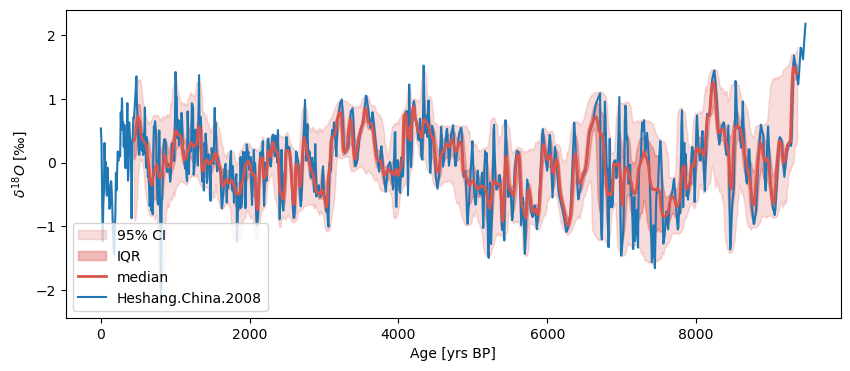 2
1
0
−1
−2
δ¹⁸O [‰]
95% CI
IQR
median
Heshang.China.2008
0 2000 4000 6000 8000
Age [yrs BP]